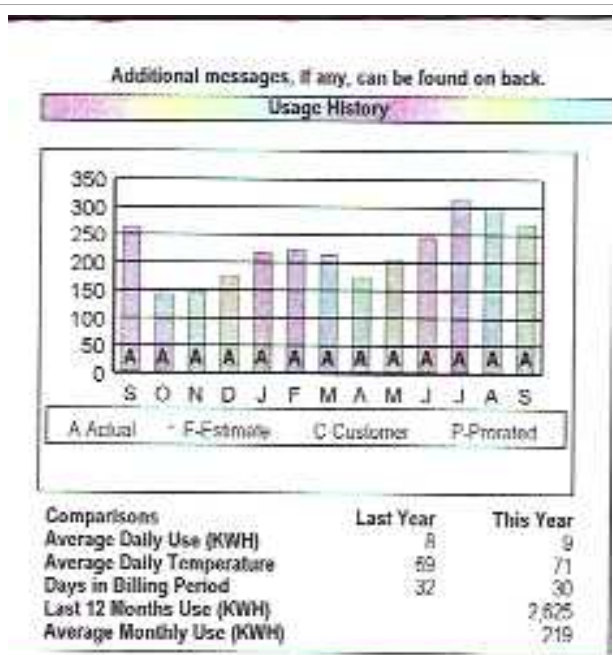 Additional messages, if any, can be found on back.
Usage History
350
300
250
200
150
100
50
0
A A A A A A A A A A A A A
S O N D J F M A M J J A S
A Actual F-Estimate C Customer P-Prorated
Comparisons Last Year This Year
Average Daily Use (KWH) 8 9
Average Daily Temperature 69 71
Days in Billing Period 32 30
Last 12 Months Use (KWH) 2,625
Average Monthly Use (KWH) 219